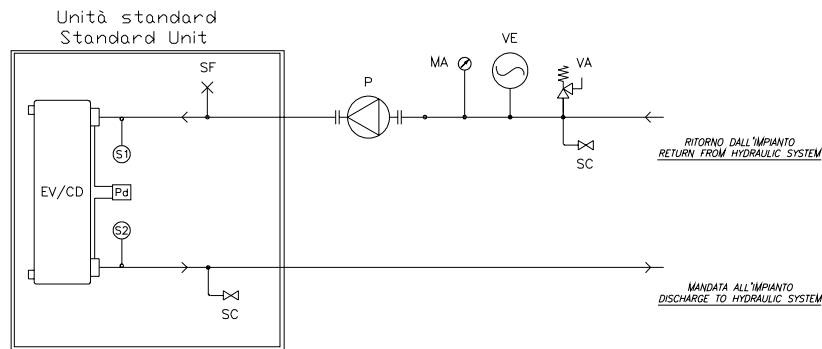 Unità standard
Standard Unit
SF
P
MA
VE
VA
S1
SC
RITORNO DALL'IMPIANTO
RETURN FROM HYDRAULIC SYSTEM
EV/CD
Pd
S2
SC
MANDATA ALL'IMPIANTO
DISCHARGE TO HYDRAULIC SYSTEM